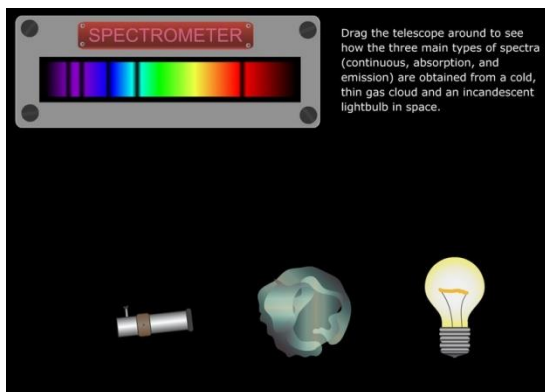 SPECTROMETER
Drag the telescope around to see
how the three main types of spectra
(continuous, absorption, and
emission) are obtained from a cold,
thin gas cloud and an incandescent
lightbulb in space.